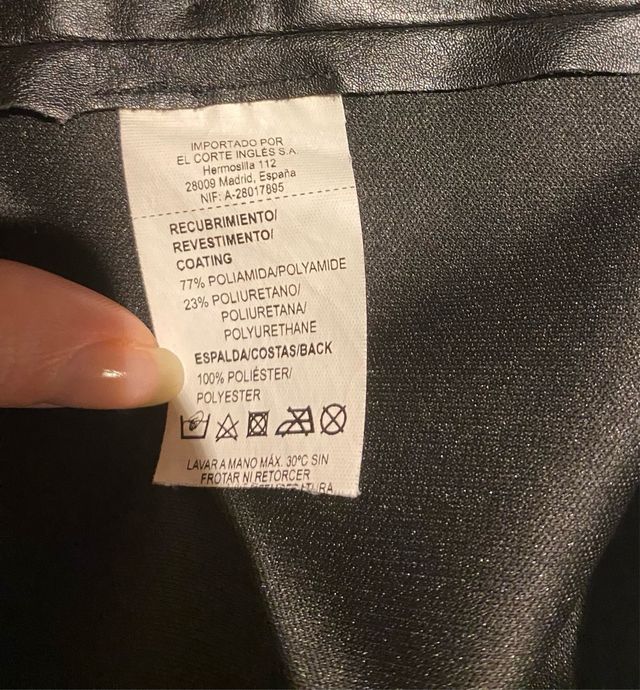 IMPORTADO POR
EL CORTE INGLÉS S.A.
Hermosilla 112
28009 Madrid, España
NIF: A-28017895
RECUBRIMIENTO/
REVESTIMENTO/
COATING
77% POLIAMIDA/POLYAMIDE
23% POLIURETANO/
POLIURETANA/
POLYURETHANE
ESPALDA/COSTAS/BACK
100% POLIÉSTER/
POLYESTER
LAVAR A MANO MÁX. 30ºC SIN
FROTAR NI RETORCER